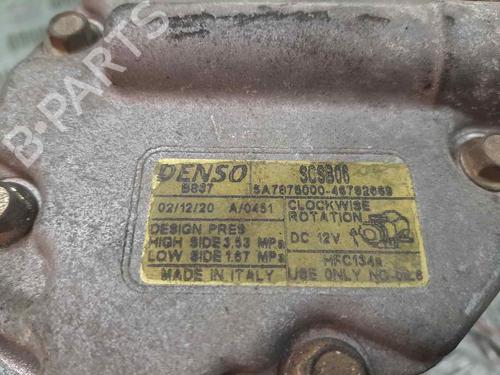 B-PARTS
DENSO SCSB06
B837 5A7875000-46782669
02/12/20 A/0451 CLOCKWISE ROTATION
DESIGN PRES DC 12V
HIGH SIDE 3.53 MPa
LOW SIDE 1.67 MPa HFC134a
MADE IN ITALY USE ONLY ND-OIL8